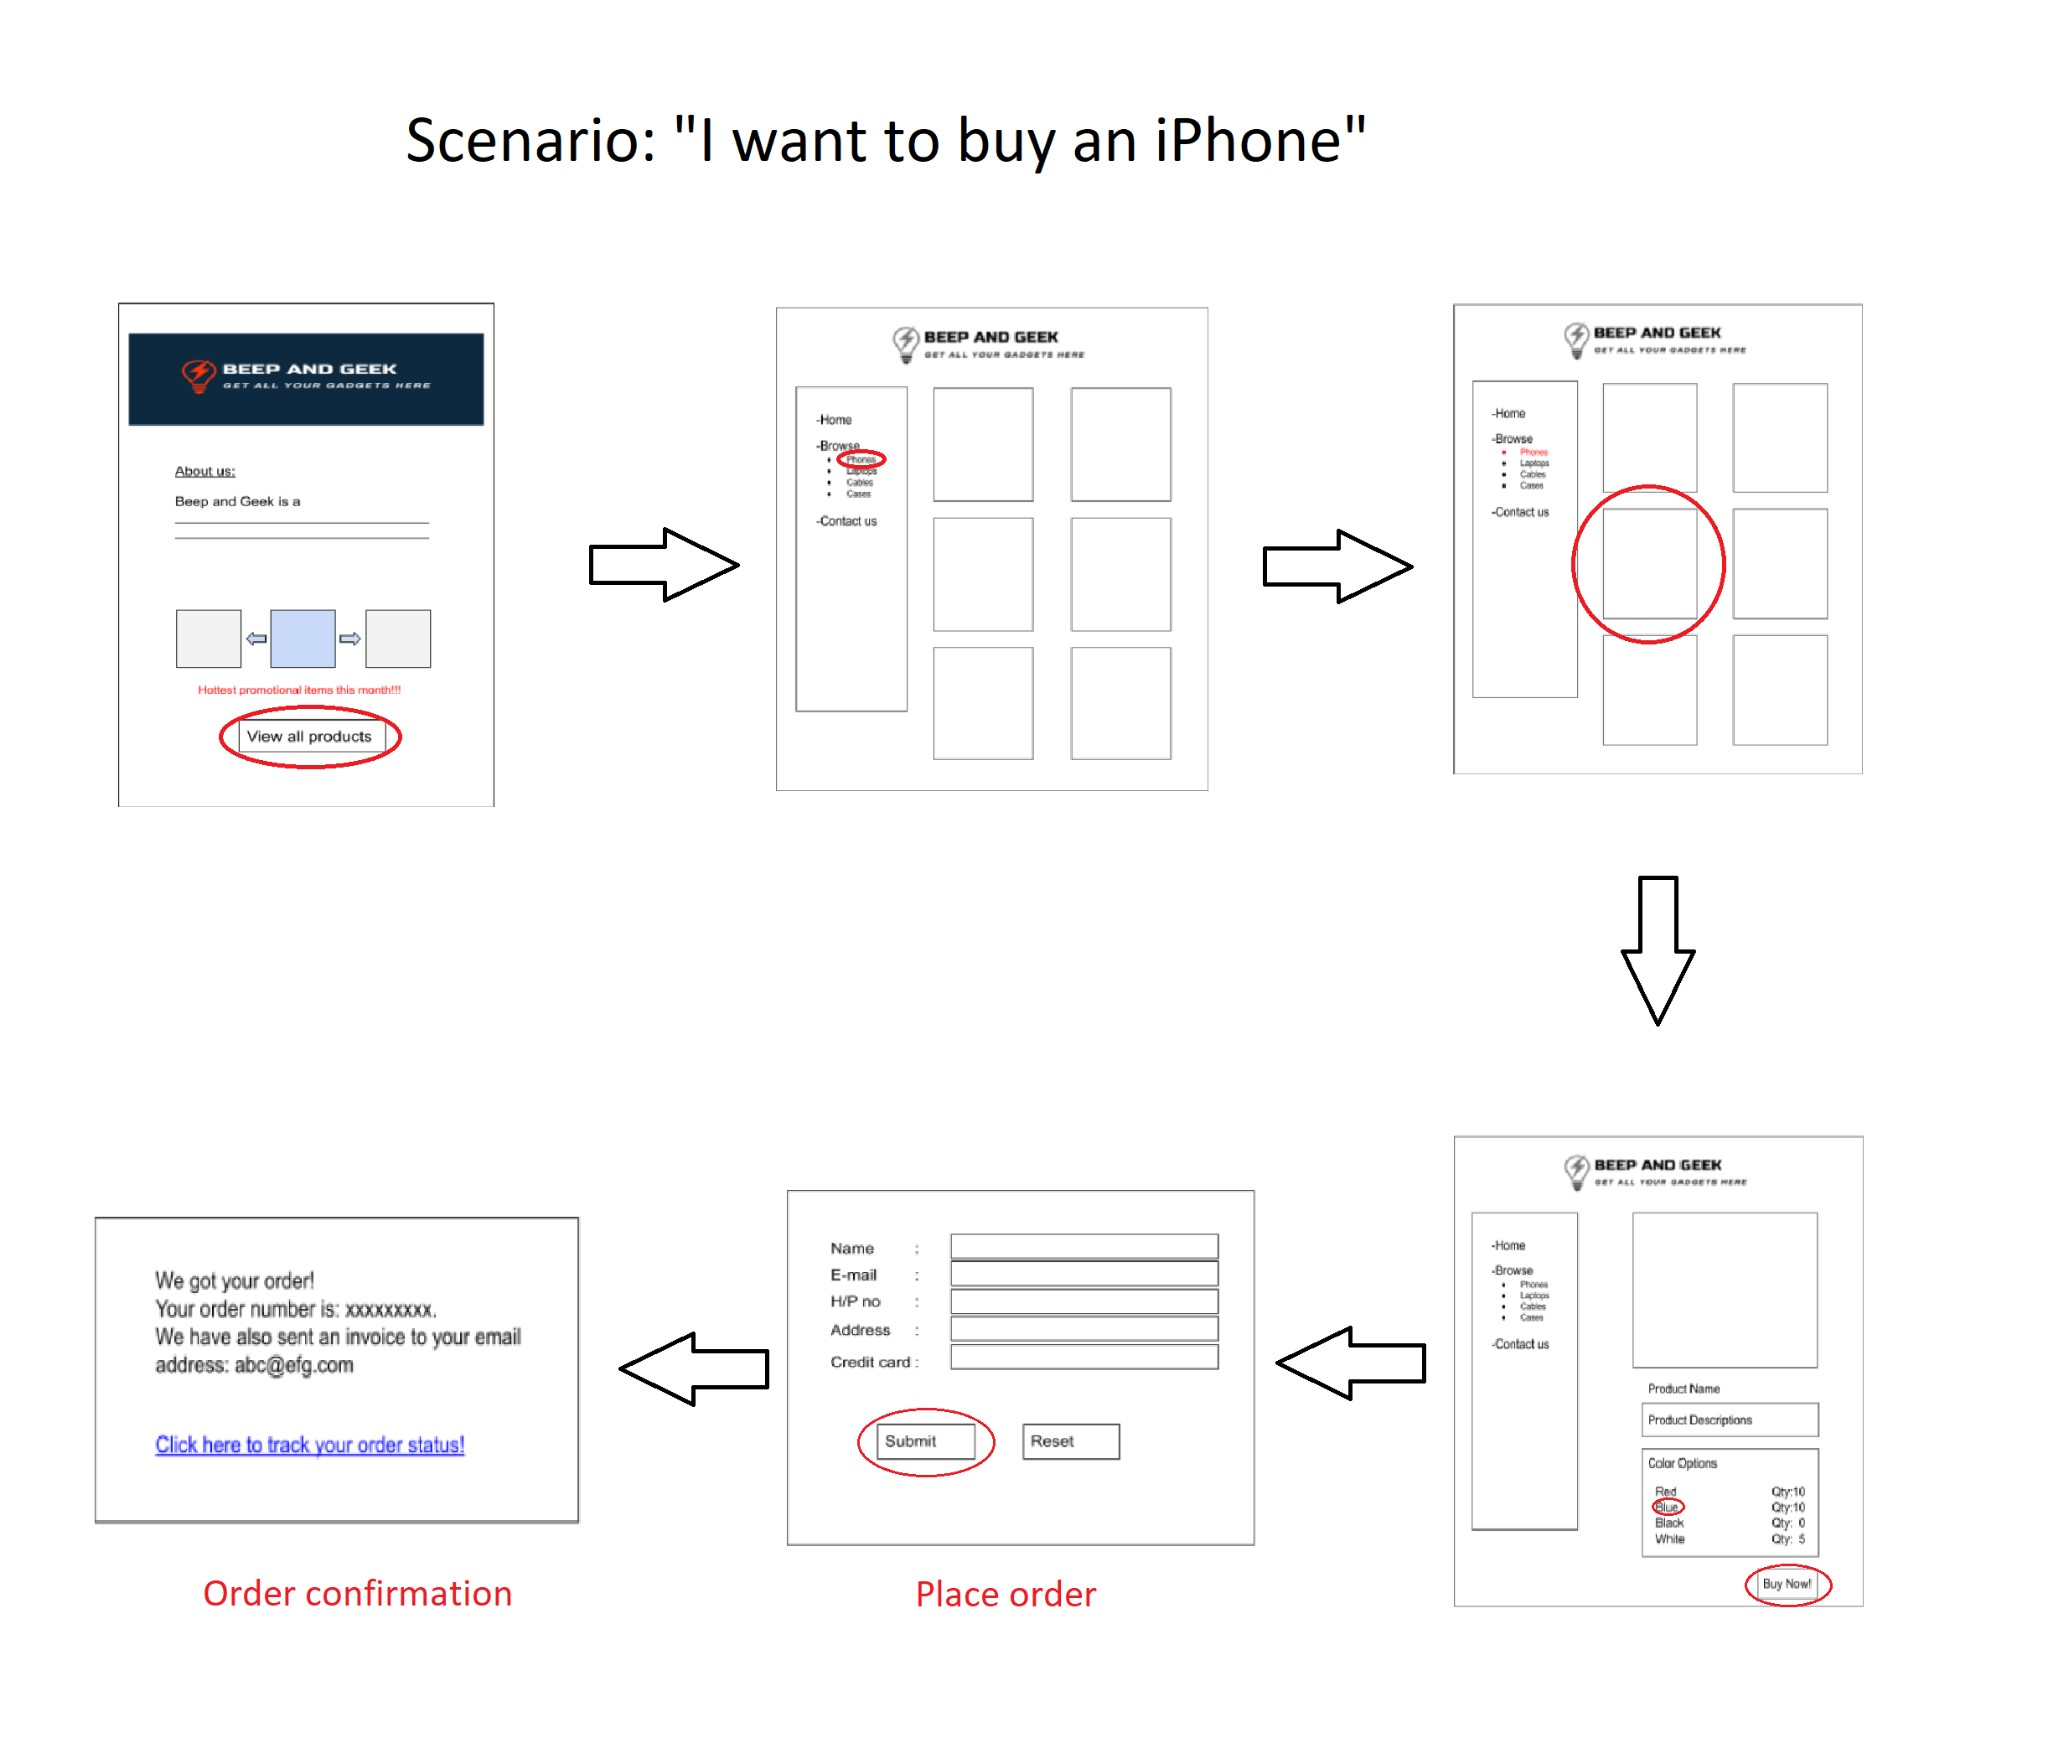 Scenario: "I want to buy an iPhone"
BEEP AND GEEK
GET ALL YOUR GADGETS HERE
About us:
Beep and Geek is a
Hottest promotional items this month!!!
View all products
BEEP AND GEEK
GET ALL YOUR GADGETS HERE
-Home
-Browse
Phones
Laptops
Cables
Cases
-Contact us
BEEP AND GEEK
GET ALL YOUR GADGETS HERE
-Home
-Browse
Phones
Laptops
Cables
Cases
-Contact us
BEEP AND GEEK
GET ALL YOUR GADGETS HERE
-Home
-Browse
Phones
Laptops
Cables
Cases
-Contact us
Product Name
Product Descriptions
Color Options
Red Qty:10
Blue Qty:10
Black Qty: 0
White Qty: 5
Buy Now!
Name :
E-mail :
H/P no :
Address :
Credit card :
Submit Reset
Place order
We got your order!
Your order number is: xxxxxxxxx.
We have also sent an invoice to your email
address: abc@efg.com
Click here to track your order status!
Order confirmation